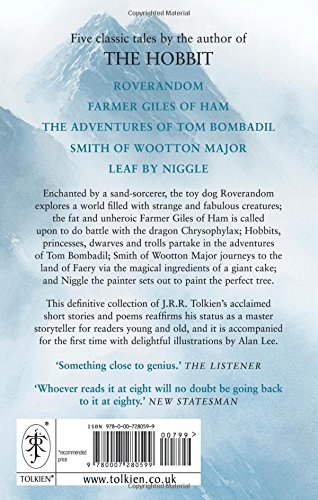 Five classic tales by the author of
THE HOBBIT
ROVERANDOM
FARMER GILES OF HAM
THE ADVENTURES OF TOM BOMBADIL
SMITH OF WOOTTON MAJOR
LEAF BY NIGGLE
Enchanted by a sand-sorcerer, the toy dog Roverandom
explores a world filled with strange and fabulous creatures;
the fat and unheroic Farmer Giles of Ham is called
upon to do battle with the dragon Chrysophylax; Hobbits,
princesses, dwarves and trolls partake in the adventures
of Tom Bombadil; Smith of Wootton Major journeys to the
land of Faery via the magical ingredients of a giant cake;
and Niggle the painter sets out to paint the perfect tree.
This definitive collection of J.R.R. Tolkien's acclaimed
short stories and poems reaffirms his status as a master
storyteller for readers young and old, and it is accompanied
for the first time with delightful illustrations by Alan Lee.
‘Something close to genius.’ THE LISTENER
‘Whoever reads it at eight will no doubt be going back
to it at eighty.’ NEW STATESMAN
TOLKIEN®
*recommended
price
ISBN 978-0-00-728059-9
00799
9 780007 280599
www.tolkien.co.uk